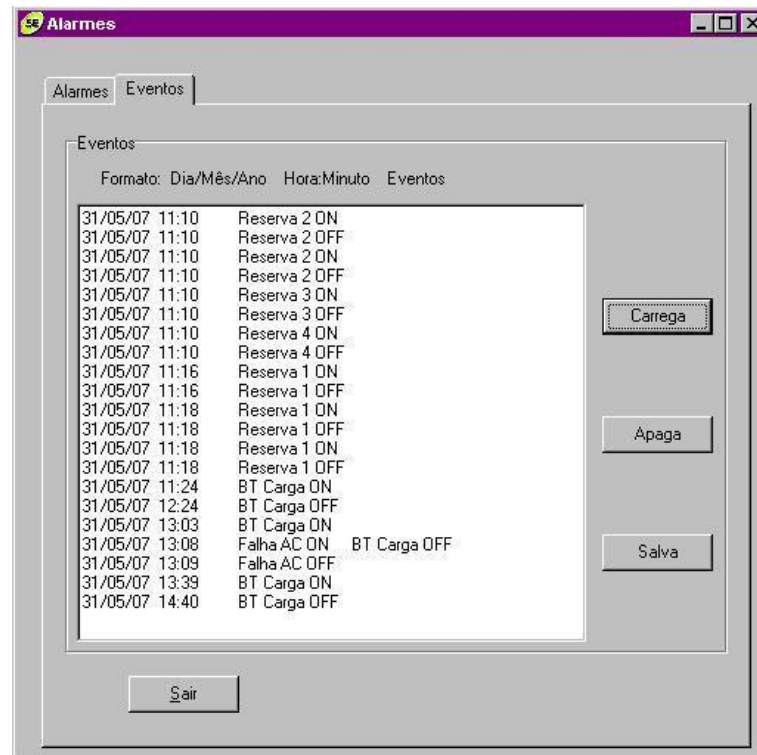 SE Alarmes
Alarmes Eventos
Eventos
Formato: Dia/Mês/Ano Hora:Minuto Eventos
31/05/07 11:10 Reserva 2 ON
31/05/07 11:10 Reserva 2 OFF
31/05/07 11:10 Reserva 2 ON
31/05/07 11:10 Reserva 2 OFF
31/05/07 11:10 Reserva 3 ON
31/05/07 11:10 Reserva 3 OFF
31/05/07 11:10 Reserva 4 ON
31/05/07 11:10 Reserva 4 OFF
31/05/07 11:16 Reserva 1 ON
31/05/07 11:16 Reserva 1 OFF
31/05/07 11:18 Reserva 1 ON
31/05/07 11:18 Reserva 1 OFF
31/05/07 11:18 Reserva 1 ON
31/05/07 11:18 Reserva 1 OFF
31/05/07 11:24 BT Carga ON
31/05/07 12:24 BT Carga OFF
31/05/07 13:03 BT Carga ON
31/05/07 13:08 Falha AC ON BT Carga OFF
31/05/07 13:09 Falha AC OFF
31/05/07 13:39 BT Carga ON
31/05/07 14:40 BT Carga OFF
Carrega
Apaga
Salva
Sair